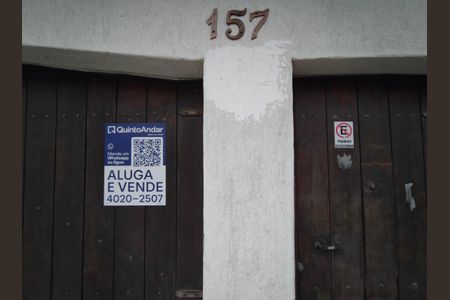 157
QuintoAndar
Mande um
Whatsapp
ou ligue.
ALUGA
E VENDE
4020-2507
E